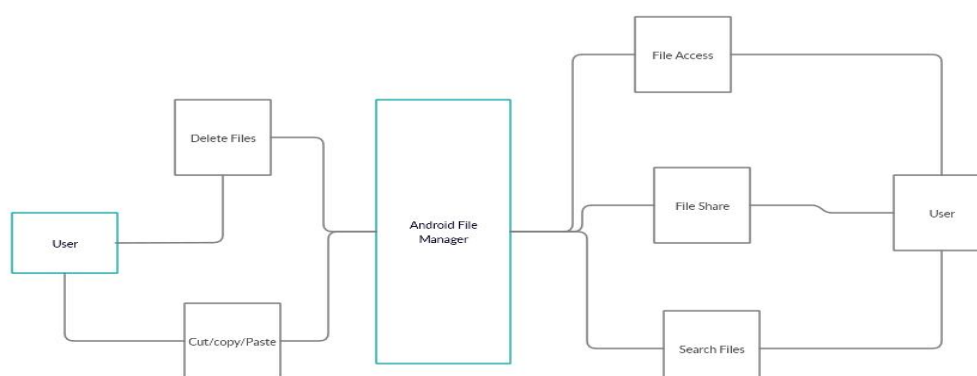 File Access
Delete Files
File Share
User
Android File
Manager
User
Cut/copy/Paste
Search Files